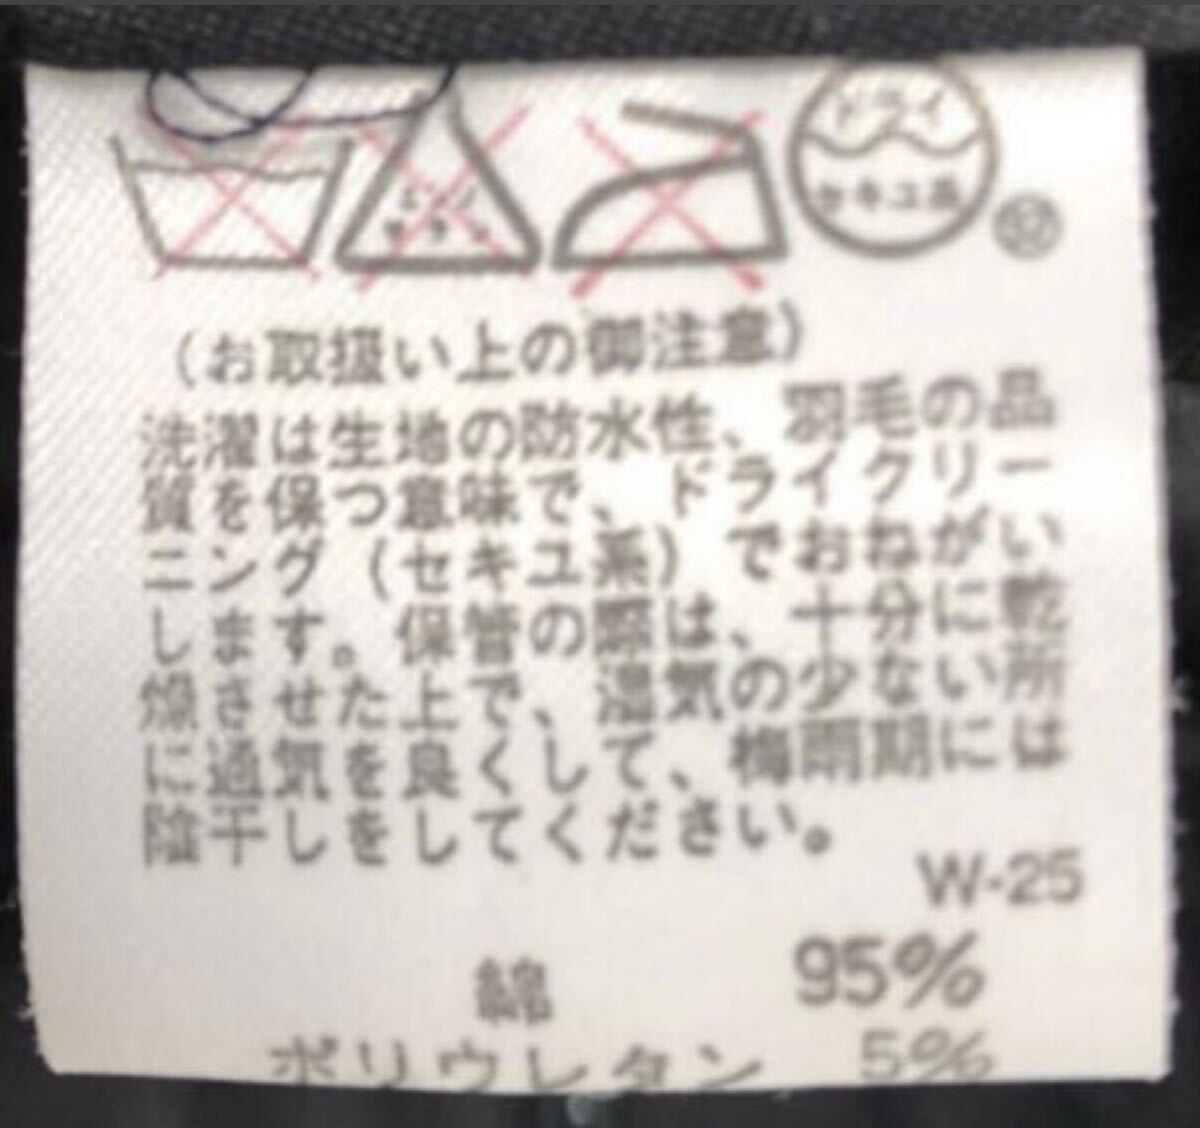 ドライ
セキユ系
(お取扱い上の御注意)
洗濯は生地の防水性、羽毛の品
質を保つ意味で、ドライクリー
ニング(セキユ系)でおねがい
します。保管の際は、十分に乾
燥させた上で、湿気の少ない所
に通気を良くして、梅雨期には
陰干しをしてください。
W-25
綿 95%
ポリウレタン 5%